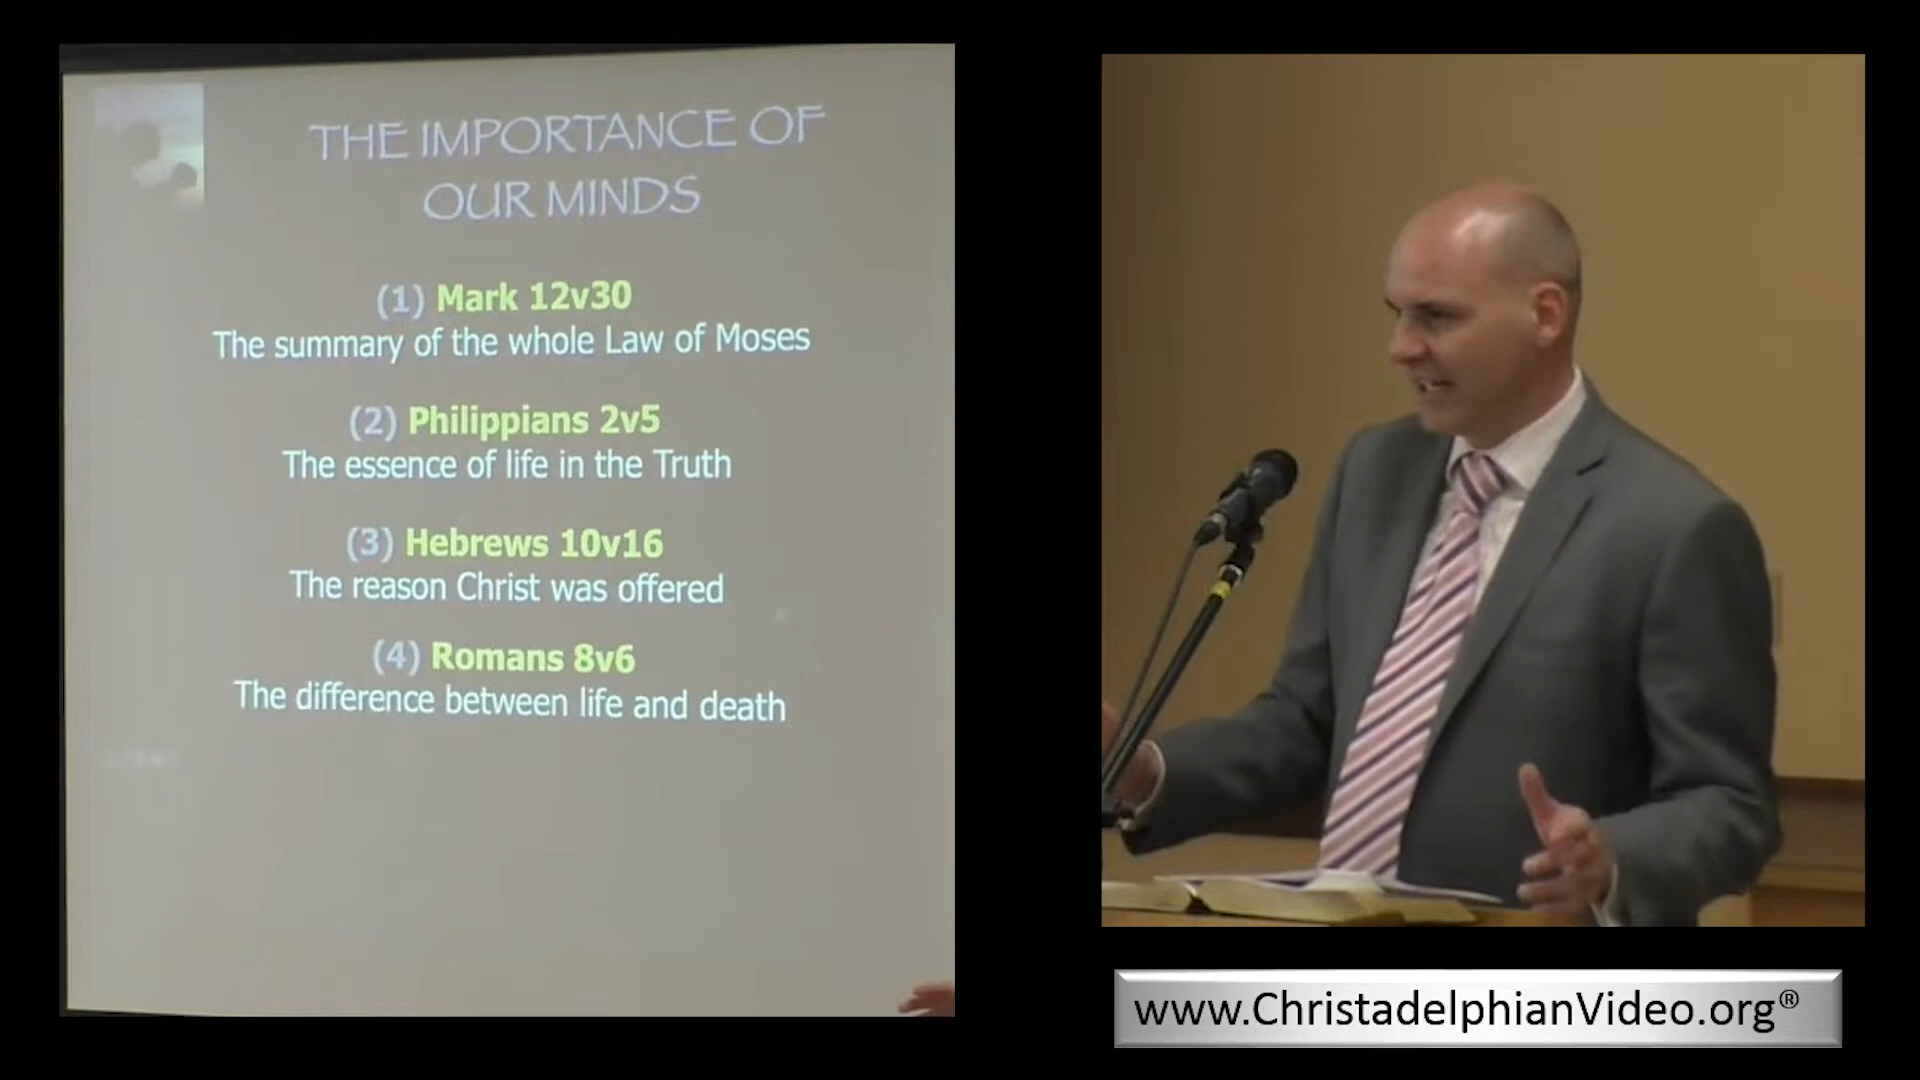 THE IMPORTANCE OF
OUR MINDS
(1) Mark 12v30
The summary of the whole Law of Moses
(2) Philippians 2v5
The essence of life in the Truth
(3) Hebrews 10v16
The reason Christ was offered
(4) Romans 8v6
The difference between life and death
www.ChristadelphianVideo.org®